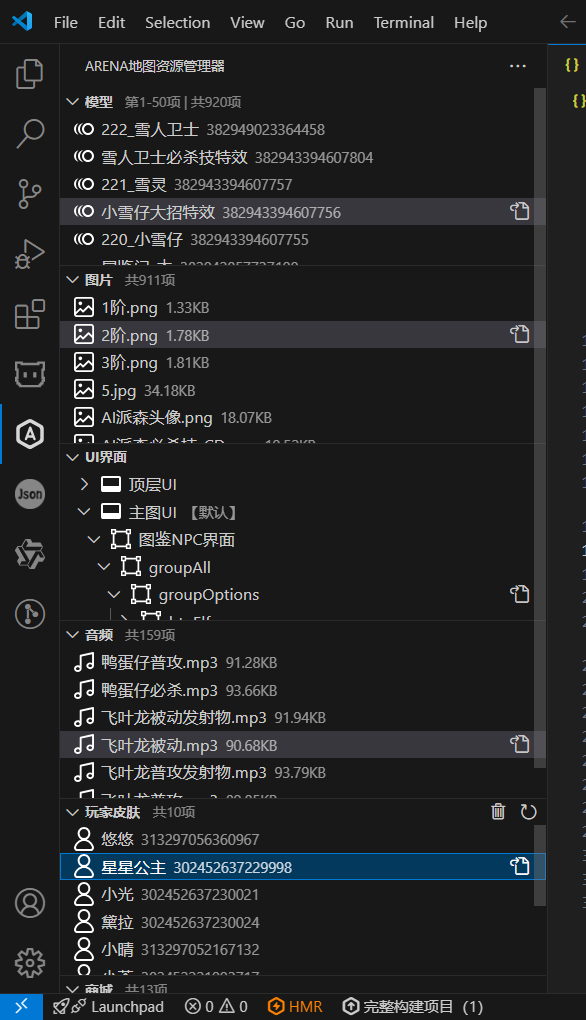 File Edit Selection View Go Run Terminal Help
ARENA地图资源管理器
模型 第1-50项 | 共920项
222_雪人卫士 382949023364458
雪人卫士必杀技特效 382943394607804
221_雪灵 382943394607757
小雪仔大招特效 382943394607756
220_小雪仔 382943394607755
图片 共911项
1阶.png 1.33KB
2阶.png 1.78KB
3阶.png 1.81KB
5.jpg 34.18KB
AI派森头像.png 18.07KB
UI界面
顶层UI
主图UI 【默认】
图鉴NPC界面
groupAll
groupOptions
音频 共159项
鸭蛋仔普攻.mp3 91.28KB
鸭蛋仔必杀.mp3 93.66KB
飞叶龙被动发射物.mp3 91.94KB
飞叶龙被动.mp3 90.68KB
飞叶龙普攻发射物.mp3 93.79KB
玩家皮肤 共10项
悠悠 313297056360967
星星公主 302452637229998
小光 302452637230021
黛拉 302452637230024
小晴 313297052167132
商城 共13项
Json
Launchpad 0 0 HMR 完整构建项目 (1)